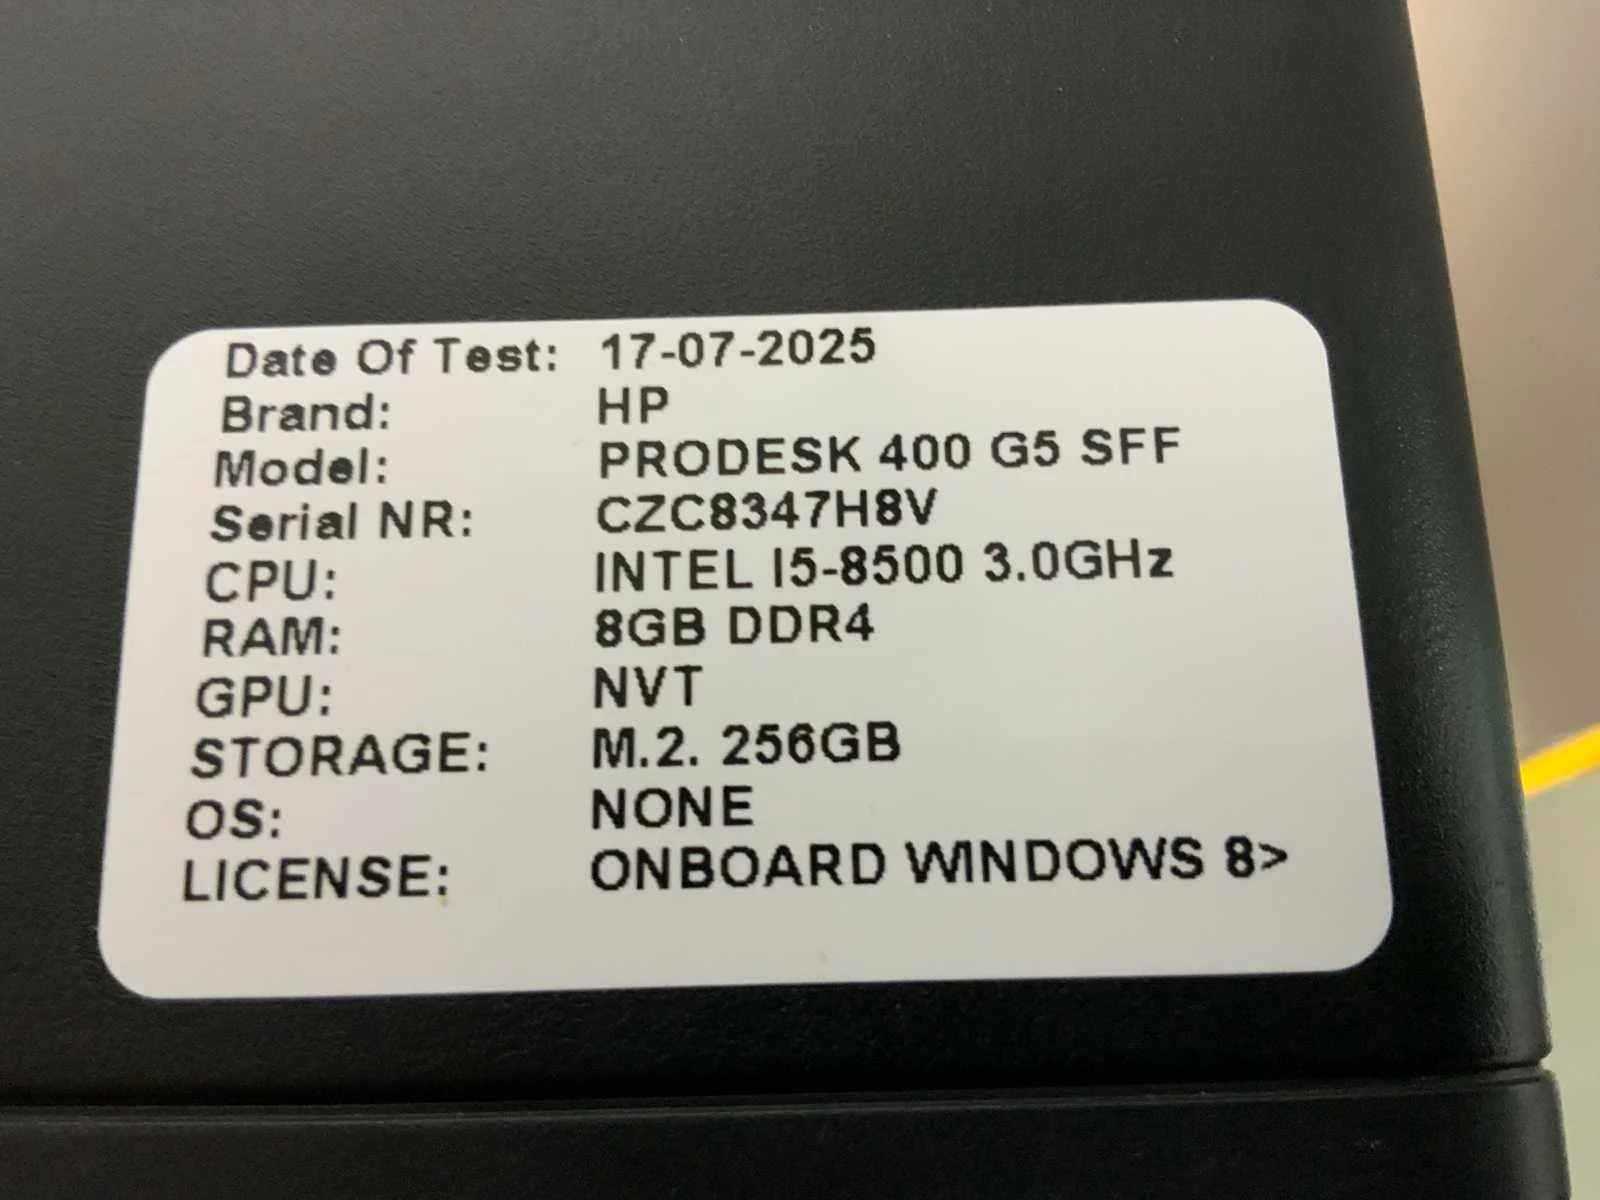 Date Of Test: 17-07-2025
Brand: HP
Model: PRODESK 400 G5 SFF
Serial NR: CZC8347H8V
CPU: INTEL I5-8500 3.0GHz
RAM: 8GB DDR4
GPU: NVT
STORAGE: M.2. 256GB
OS: NONE
LICENSE: ONBOARD WINDOWS 8>